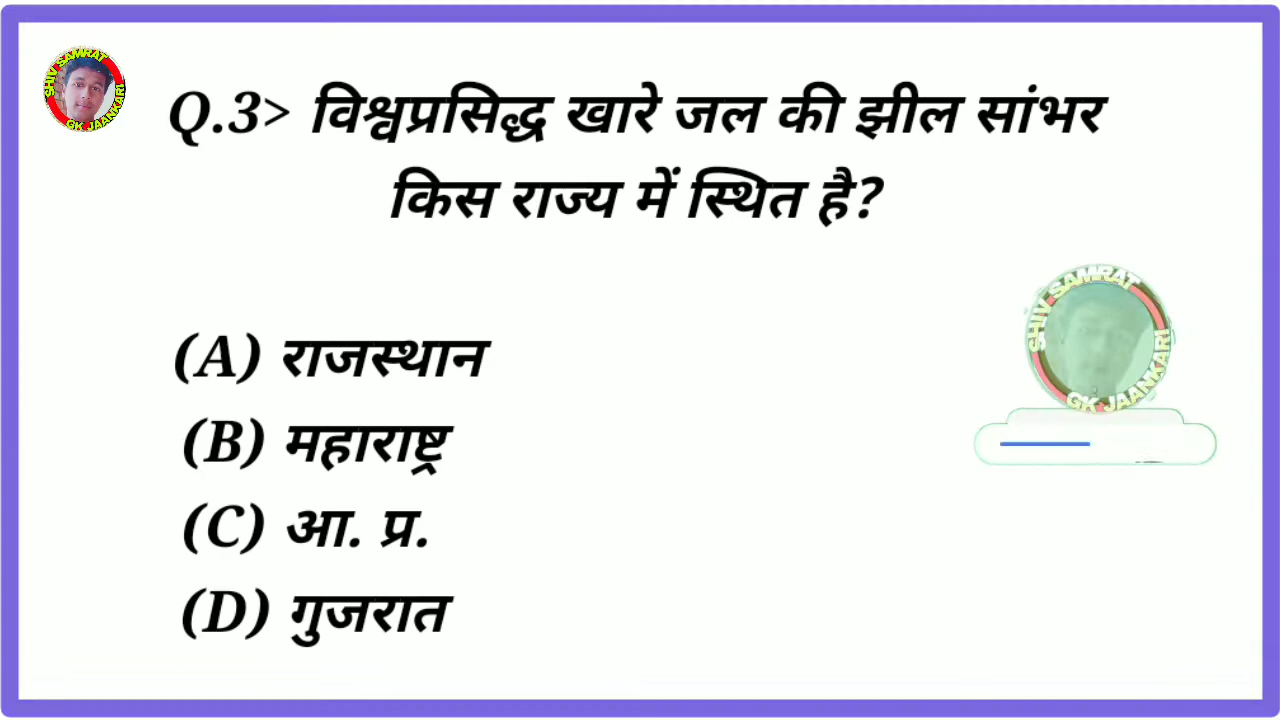 SHIV SAMRAT
GK JAANKARI
Q.3> विश्वप्रसिद्ध खारे जल की झील सांभर
किस राज्य में स्थित है?
SHIV SAMRAT
GK JAANKARI
(A) राजस्थान
(B) महाराष्ट्र
(C) आ. प्र.
(D) गुजरात